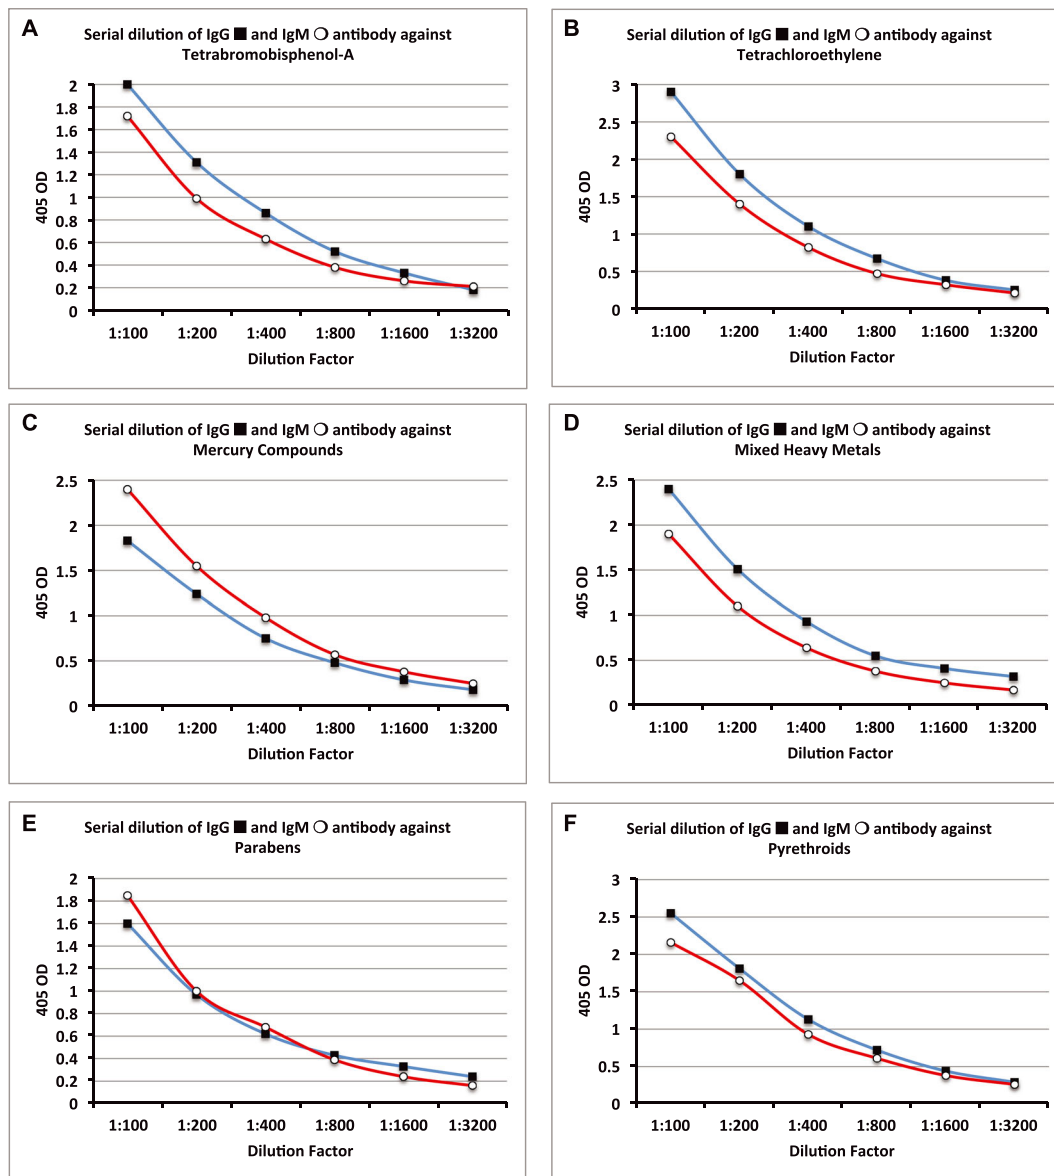 A
Serial dilution of IgG ■ and IgM ○ antibody against
Tetrabromobisphenol-A
2
1.8
1.6
1.4
1.2
1
0.8
0.6
0.4
0.2
0
405 OD
1:100 1:200 1:400 1:800 1:1600 1:3200
Dilution Factor
B
Serial dilution of IgG ■ and IgM ○ antibody against
Tetrachloroethylene
3
2.5
2
1.5
1
0.5
0
405 OD
1:100 1:200 1:400 1:800 1:1600 1:3200
Dilution Factor
C
Serial dilution of IgG ■ and IgM ○ antibody against
Mercury Compounds
2.5
2
1.5
1
0.5
0
405 OD
1:100 1:200 1:400 1:800 1:1600 1:3200
Dilution Factor
D
Serial dilution of IgG ■ and IgM ○ antibody against
Mixed Heavy Metals
2.5
2
1.5
1
0.5
0
405 OD
1:100 1:200 1:400 1:800 1:1600 1:3200
Dilution Factor
E
Serial dilution of IgG ■ and IgM ○ antibody against
Parabens
2
1.8
1.6
1.4
1.2
1
0.8
0.6
0.4
0.2
0
405 OD
1:100 1:200 1:400 1:800 1:1600 1:3200
Dilution Factor
F
Serial dilution of IgG ■ and IgM ○ antibody against
Pyrethroids
3
2.5
2
1.5
1
0.5
0
405 OD
1:100 1:200 1:400 1:800 1:1600 1:3200
Dilution Factor